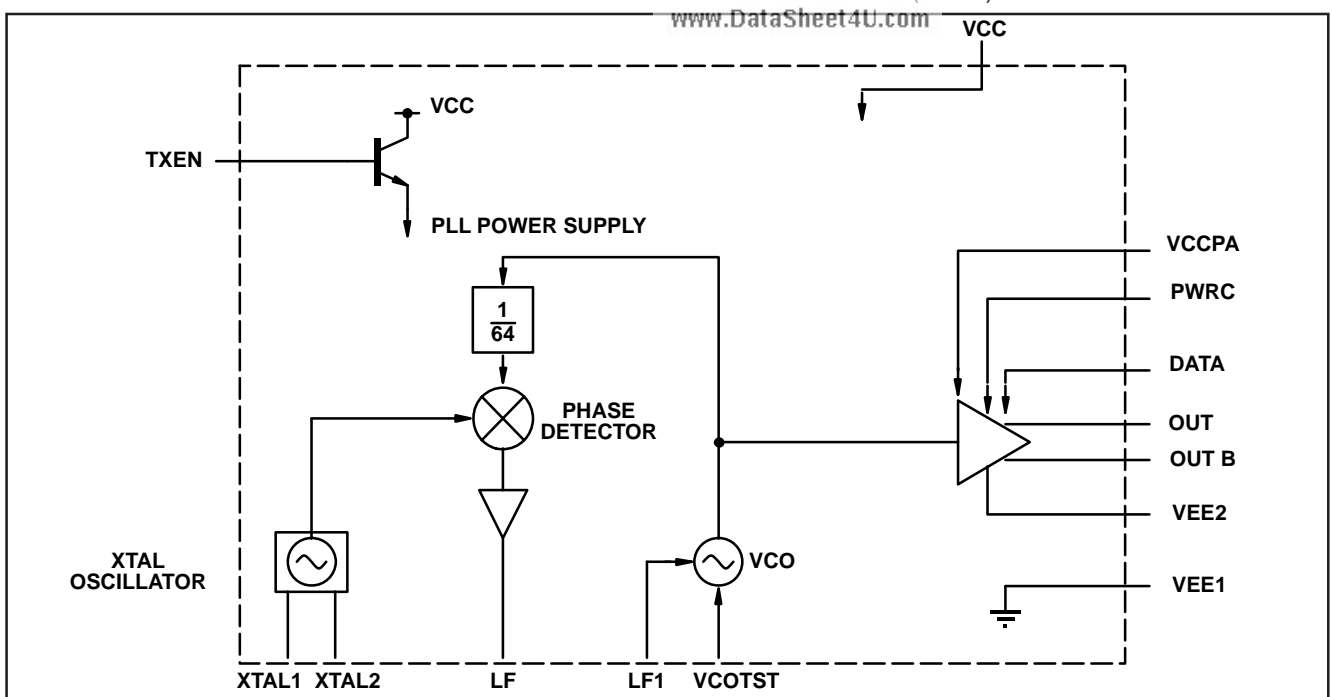 www.DataSheet4U.com
VCC
VCC
TXEN
PLL POWER SUPPLY
VCCPA
PWRC
1
64
DATA
PHASE
DETECTOR
OUT
OUT B
VEE2
XTAL
OSCILLATOR
VCO
VEE1
XTAL1 XTAL2 LF LF1 VCOTST